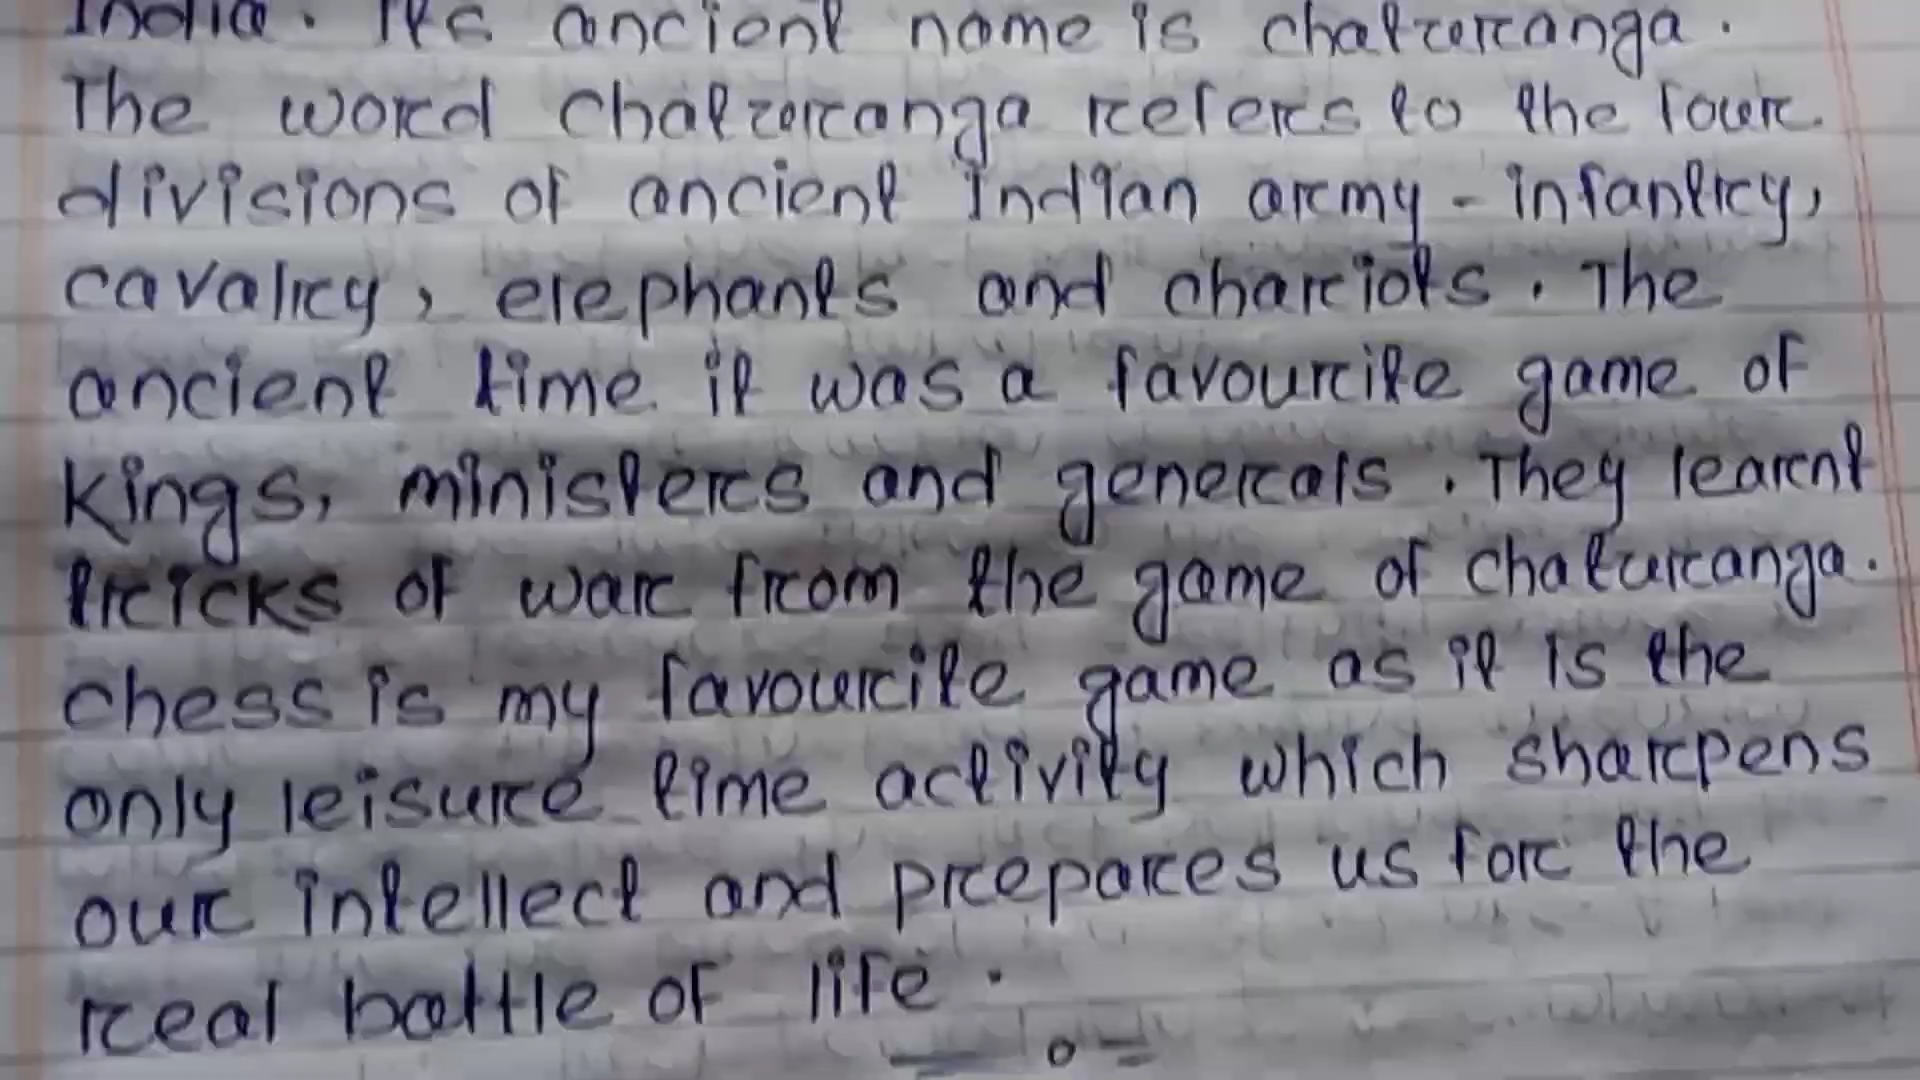 India. Its ancient name is chaturanga.
The word chaturanga refers to the four
divisions of ancient Indian army - infantry,
cavalry, elephants and chariots. The
ancient time it was a favourite game of
Kings, ministers and generals. They learnt
tricks of war from the game of chaturanga.
chess is my favourite game as it is the
only leisure time activity which sharpens
our intellect and prepares us for the
real battle of life.